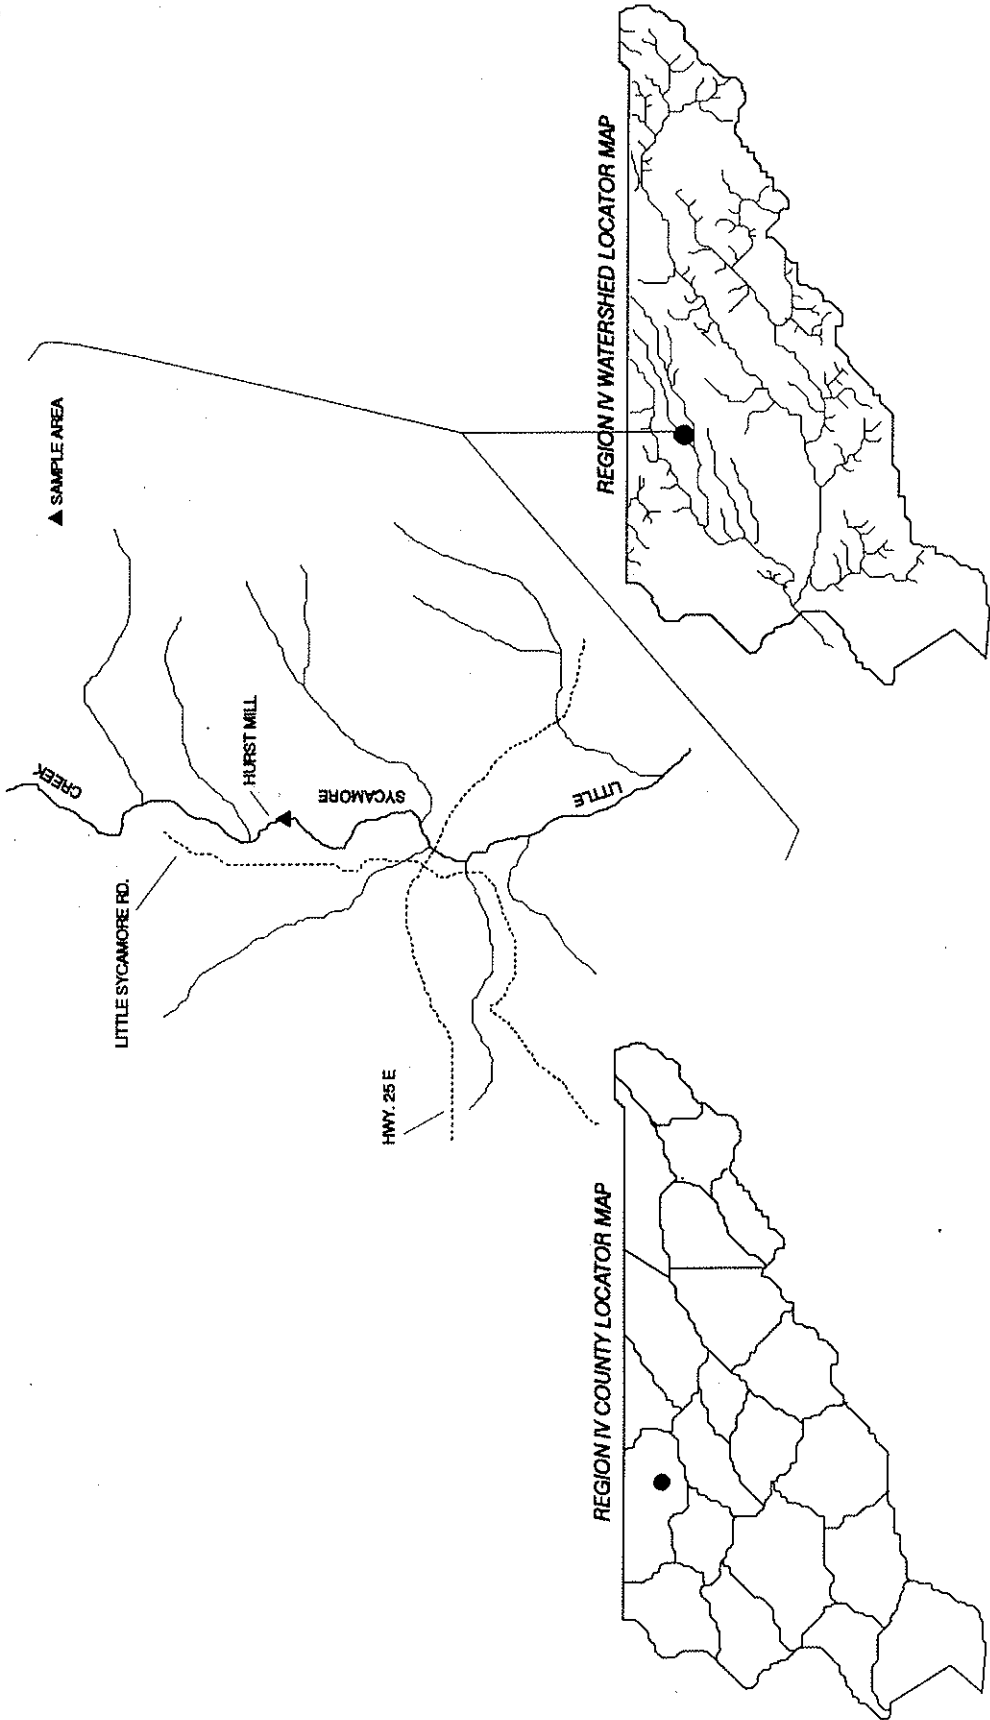 ▲ SAMPLE AREA
CREEK
HURST MILL
SYCAMORE
LITTLE
LITTLE SYCAMORE RD.
HWY. 25 E
REGION IV WATERSHED LOCATOR MAP
REGION IV COUNTY LOCATOR MAP